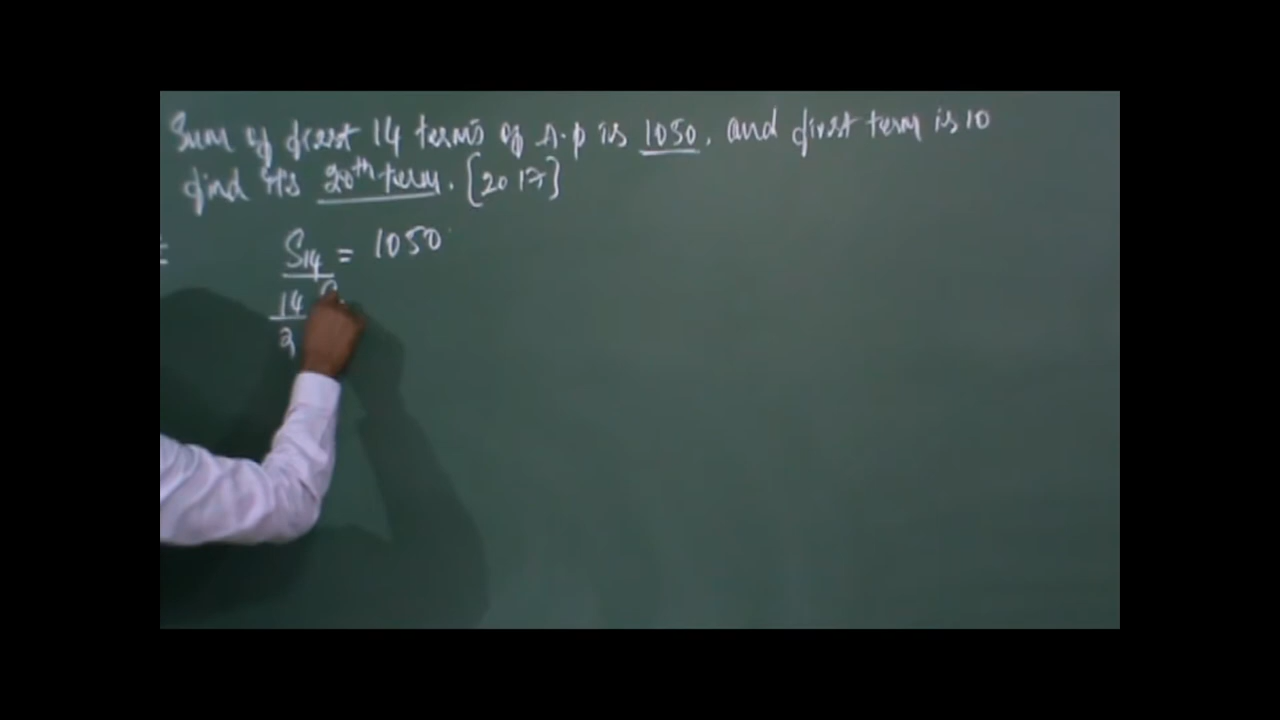 Sum of first 14 terms of A.P is 1050, and first term is 10
find it's 20th term. [2017]
= S14 = 1050
14
2